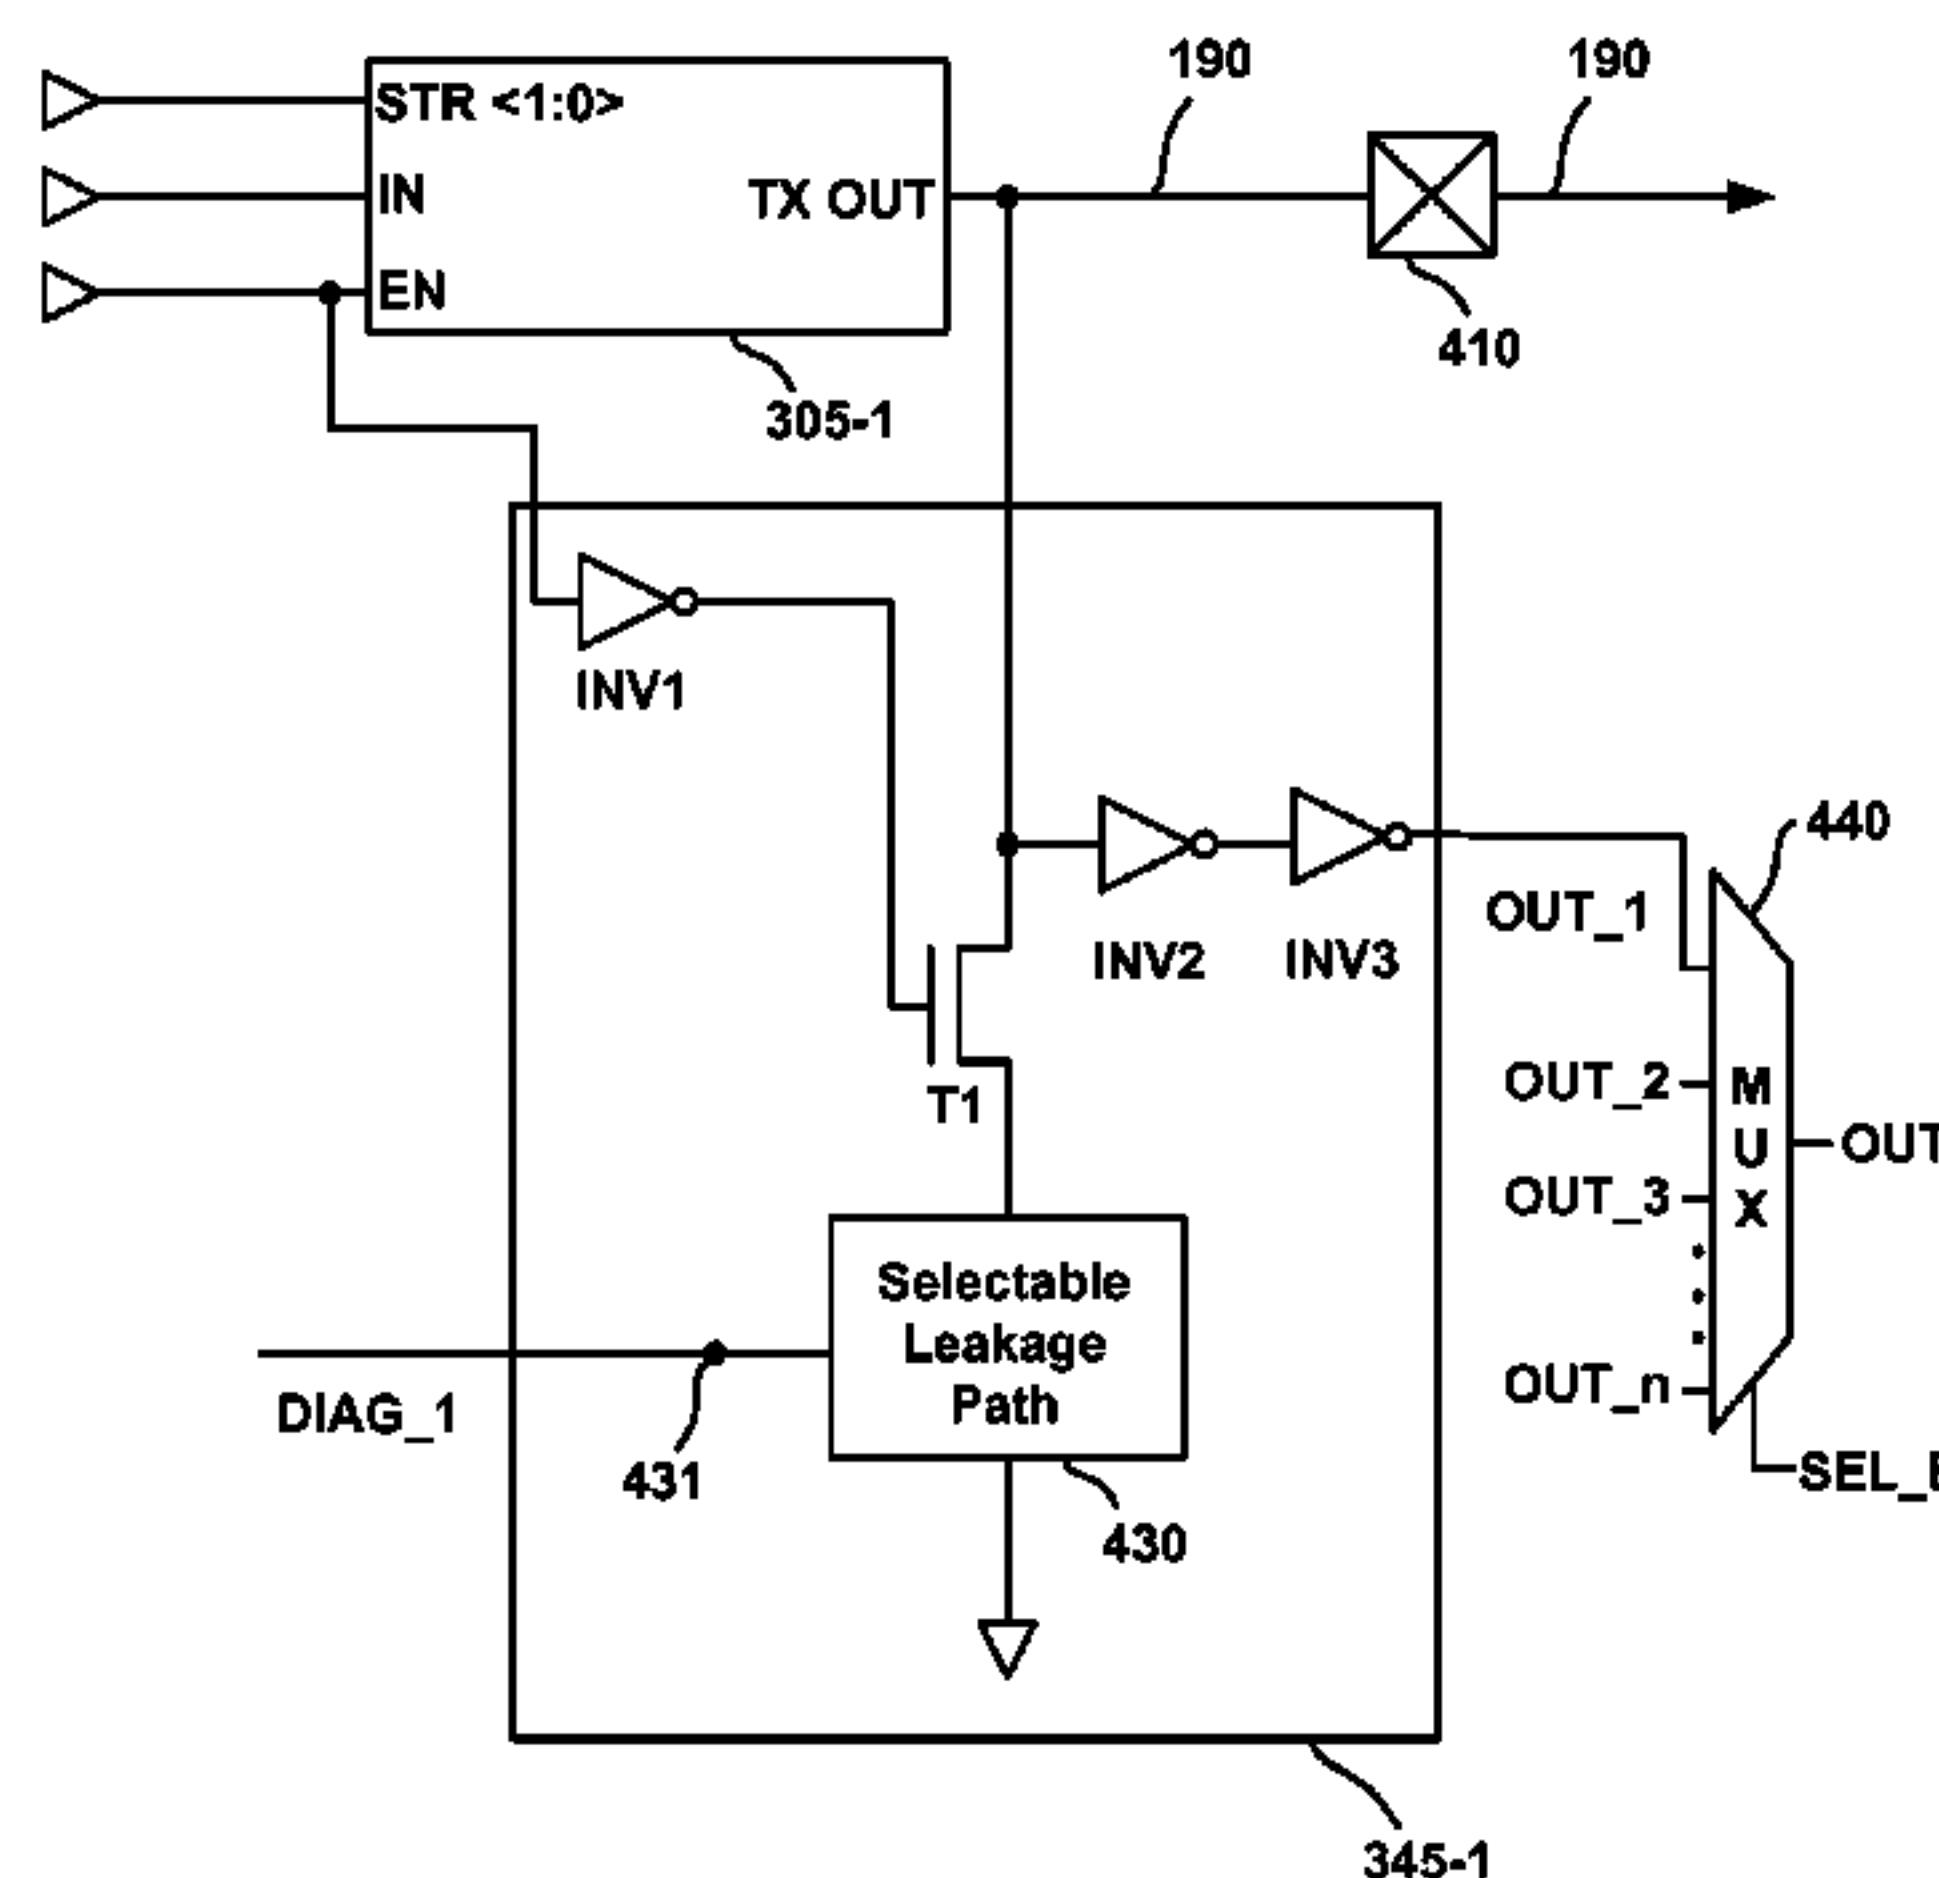 190
190
STR <1:0>
IN
TX OUT
EN
410
305-1
INV1
440
OUT_1
INV2
INV3
OUT_2
M
U
X
T1
OUT
OUT_3
Selectable
Leakage
Path
OUT_n
DIAG_1
431
430
345-1